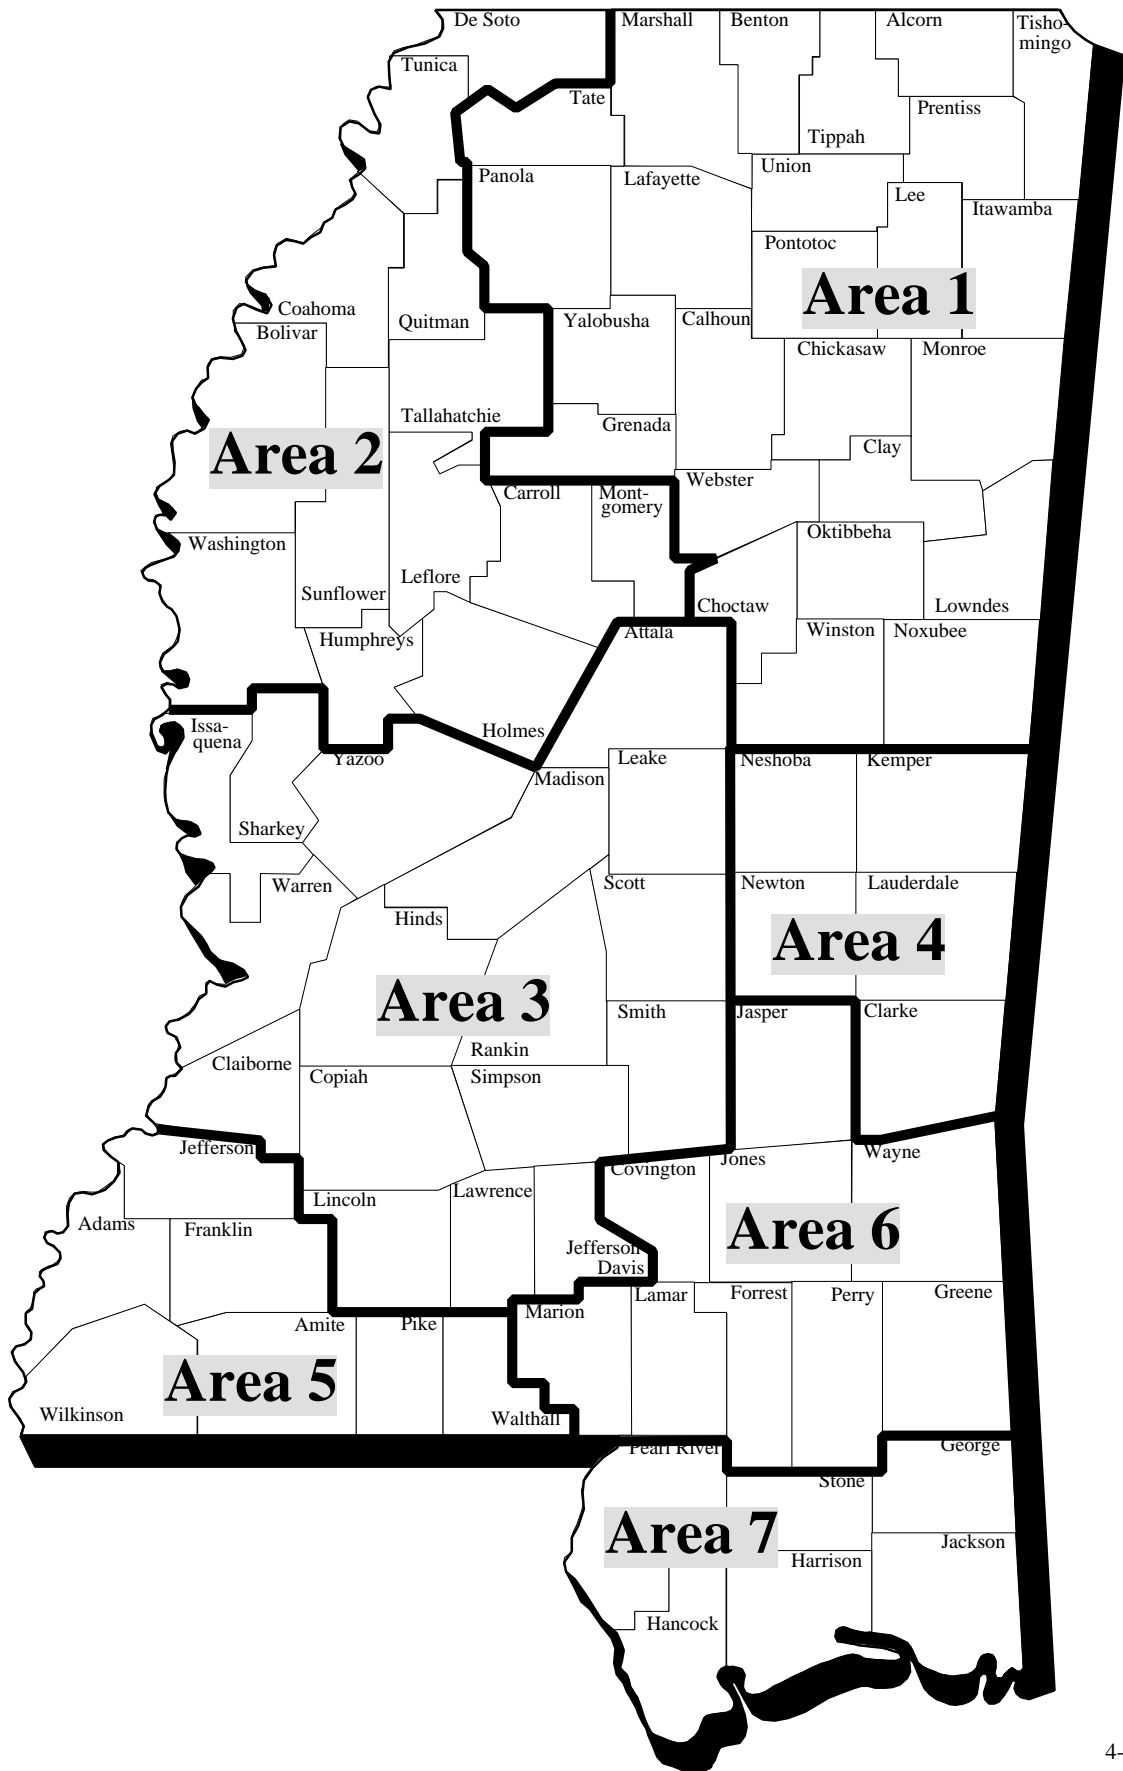 De Soto
Marshall
Benton
Alcorn
Tisho-
mingo
Tunica
Tate
Prentiss
Tippah
Panola
Lafayette
Union
Lee
Itawamba
Pontotoc
Area 1
Coahoma
Bolivar
Quitman
Yalobusha
Calhoun
Chickasaw
Monroe
Tallahatchie
Grenada
Area 2
Clay
Webster
Carroll
Mont-
gomery
Oktibbeha
Washington
Leflore
Sunflower
Choctaw
Lowndes
Humphreys
Attala
Winston
Noxubee
Issa-
quena
Holmes
Yazoo
Leake
Neshoba
Kemper
Madison
Sharkey
Warren
Scott
Newton
Lauderdale
Hinds
Area 4
Area 3
Smith
Jasper
Clarke
Rankin
Claiborne
Copiah
Simpson
Jefferson
Covington
Jones
Wayne
Lincoln
Lawrence
Adams
Franklin
Area 6
Jefferson
Davis
Lamar
Forrest
Perry
Greene
Amite
Pike
Marion
Area 5
Wilkinson
Walthall
Pearl River
George
Stone
Area 7
Jackson
Harrison
Hancock
4-